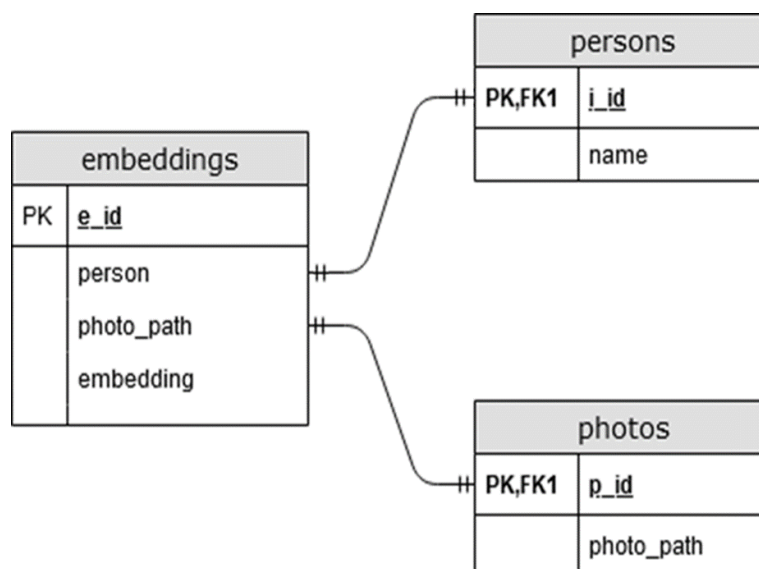 embeddings
PK e_id
person
photo_path
embedding
persons
PK,FK1 i_id
name
photos
PK,FK1 p_id
photo_path